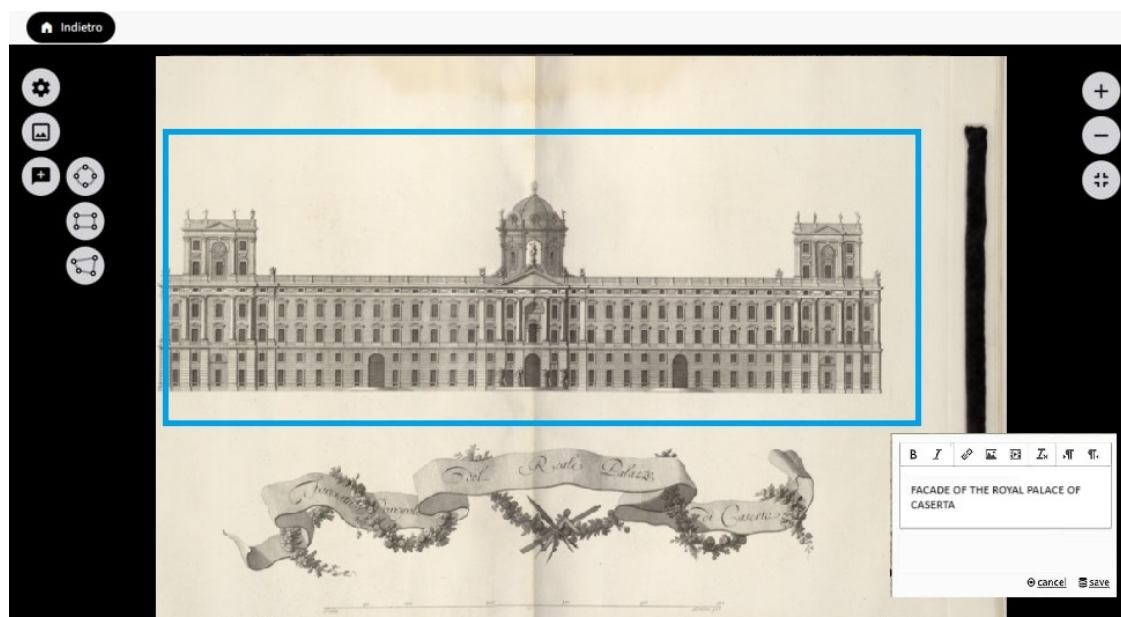 Indietro
del Reale Palazzo
di Caserta
FACADE OF THE ROYAL PALACE OF
CASERTA
cancel save